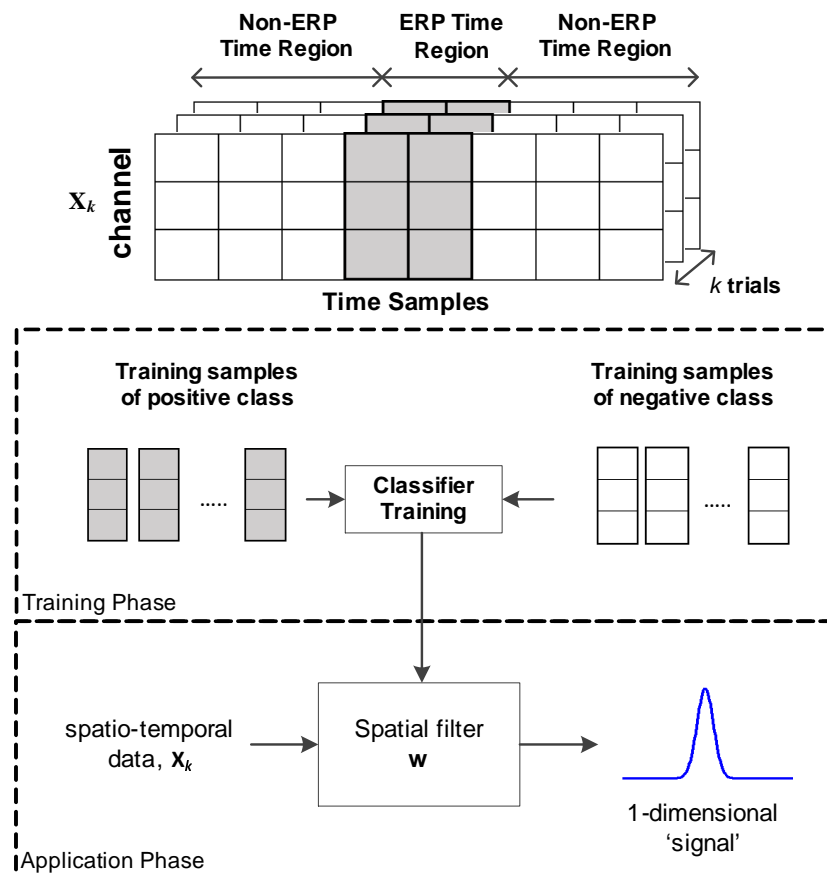 Non-ERP
Time Region
ERP Time
Region
Non-ERP
Time Region
Xk
channel
Time Samples
k trials
Training samples
of positive class
Training samples
of negative class
.....
Classifier
Training
.....
Training Phase
spatio-temporal
data, Xk
Spatial filter
w
1-dimensional
‘signal’
Application Phase